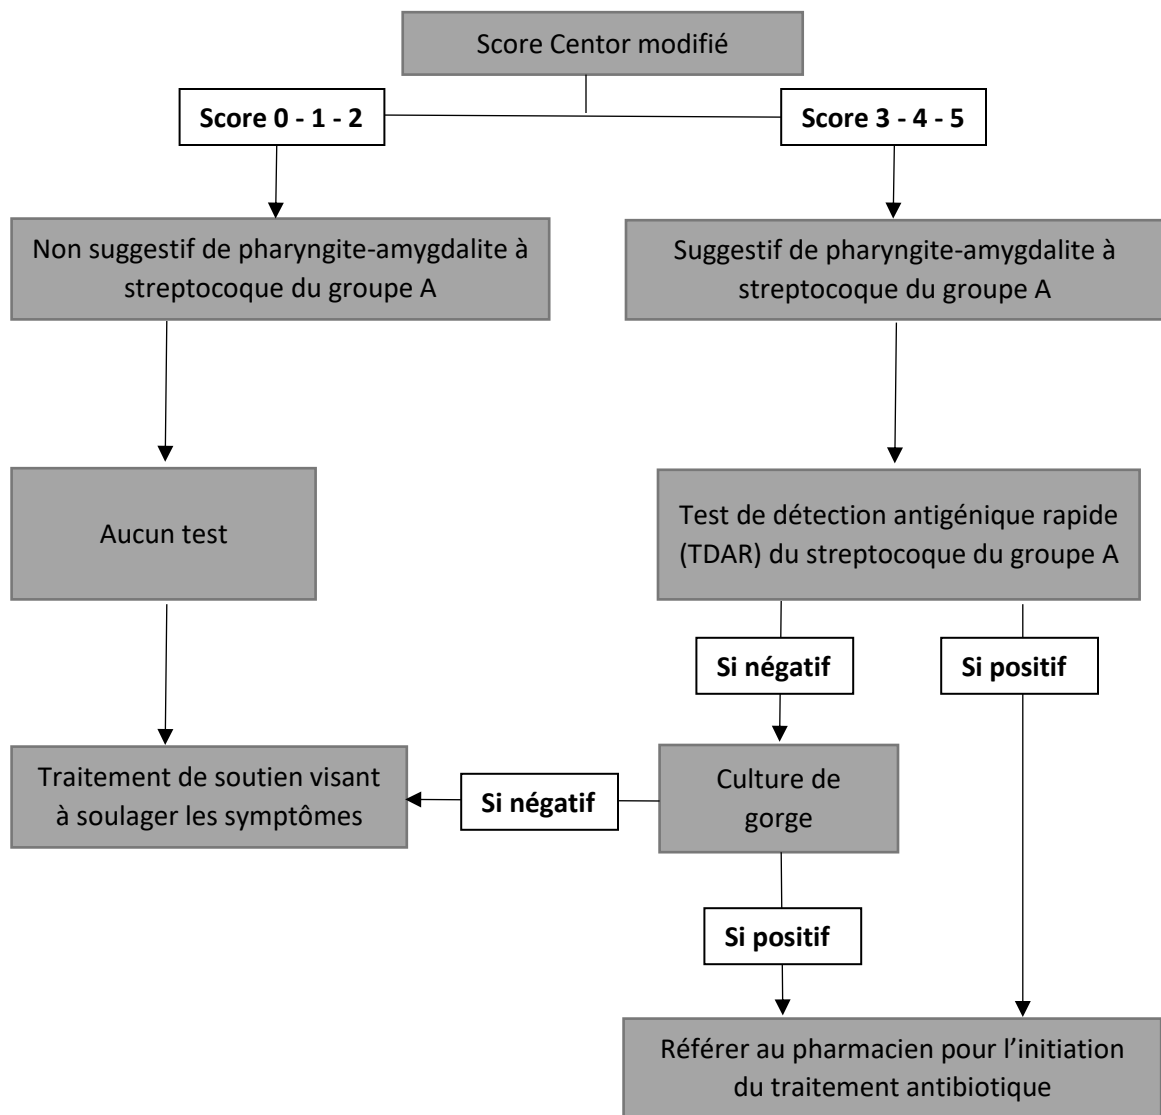 Score Centor modifié
Score 0 - 1 - 2
Score 3 - 4 - 5
Non suggestif de pharyngite-amygdalite à
streptocoque du groupe A
Suggestif de pharyngite-amygdalite à
streptocoque du groupe A
Aucun test
Test de détection antigénique rapide
(TDAR) du streptocoque du groupe A
Si négatif
Si positif
Traitement de soutien visant
à soulager les symptômes
Si négatif
Culture de
gorge
Si positif
Référer au pharmacien pour l’initiation
du traitement antibiotique